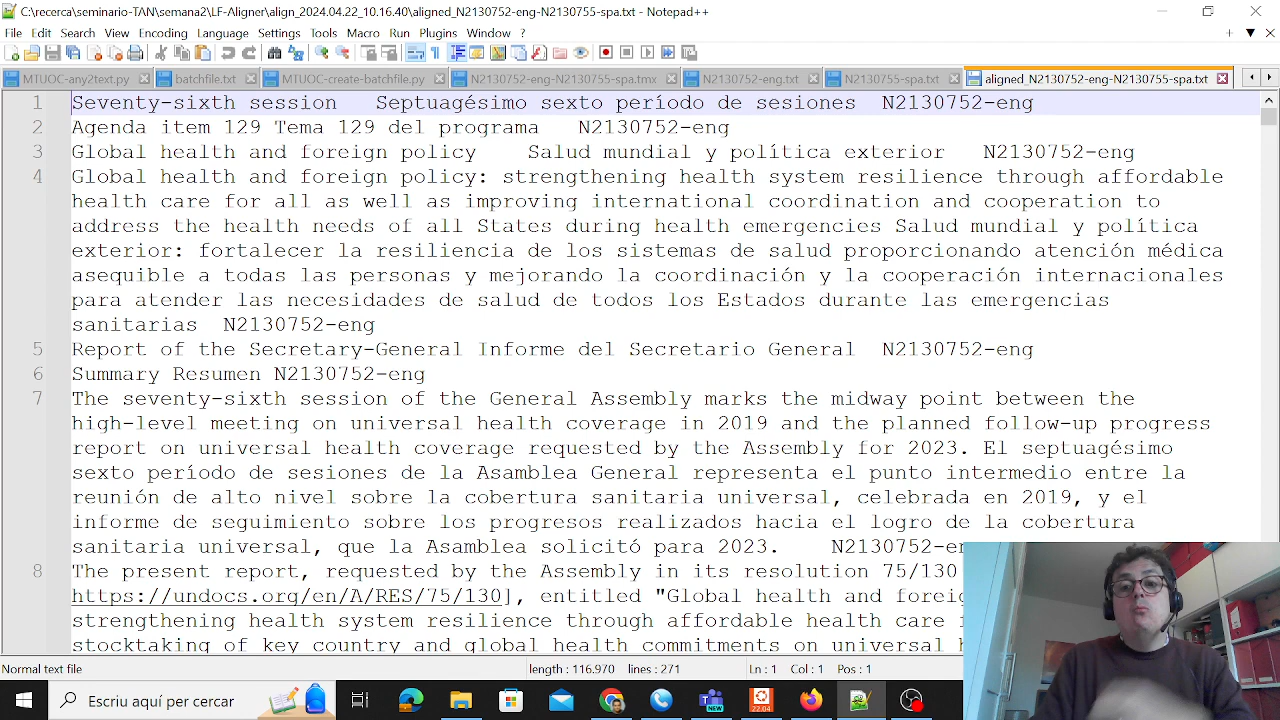 C:\recerca\seminario-TAN\semana2\LF-Aligner\align_2024.04.22_10.16.40\aligned_N2130752-eng-N2130755-spa.txt - Notepad++
File Edit Search View Encoding Language Settings Tools Macro Run Plugins Window ?
MTUOC-any2text.py batchfile.txt MTUOC-create-batchfile.py N2130752-eng-N2130755-spa.tmx N2130752-eng.txt N2130755-spa.txt aligned_N2130752-eng-N2130755-spa.txt
1 Seventy-sixth session Septuagésimo sexto período de sesiones N2130752-eng
2 Agenda item 129 Tema 129 del programa N2130752-eng
3 Global health and foreign policy Salud mundial y política exterior N2130752-eng
4 Global health and foreign policy: strengthening health system resilience through affordable
health care for all as well as improving international coordination and cooperation to
address the health needs of all States during health emergencies Salud mundial y política
exterior: fortalecer la resiliencia de los sistemas de salud proporcionando atención médica
asequible a todas las personas y mejorando la coordinación y la cooperación internacionales
para atender las necesidades de salud de todos los Estados durante las emergencias
sanitarias N2130752-eng
5 Report of the Secretary-General Informe del Secretario General N2130752-eng
6 Summary Resumen N2130752-eng
7 The seventy-sixth session of the General Assembly marks the midway point between the
high-level meeting on universal health coverage in 2019 and the planned follow-up progress
report on universal health coverage requested by the Assembly for 2023. El septuagésimo
sexto período de sesiones de la Asamblea General representa el punto intermedio entre la
reunión de alto nivel sobre la cobertura sanitaria universal, celebrada en 2019, y el
informe de seguimiento sobre los progresos realizados hacia el logro de la cobertura
sanitaria universal, que la Asamblea solicitó para 2023. N2130752-en
8 The present report, requested by the Assembly in its resolution 75/130
https://undocs.org/en/A/RES/75/130], entitled "Global health and foreig
strengthening health system resilience through affordable health care f
stocktaking of key country and global health commitments on universal h
Normal text file length : 116.970 lines : 271 Ln : 1 Col : 1 Pos : 1
Escriu aquí per cercar NEW 22.04